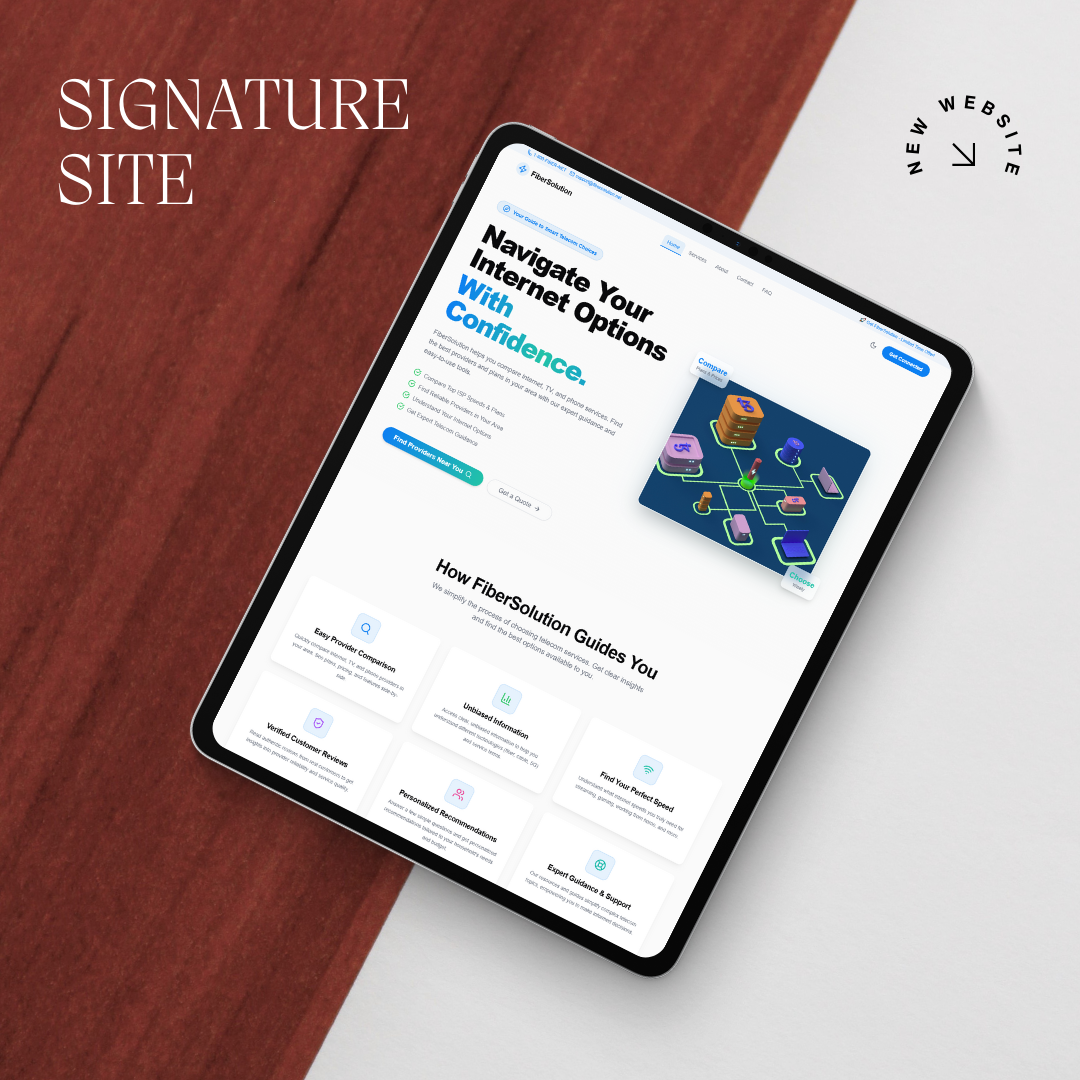 SIGNATURE
SITE
NEW WEBSITE
FiberSolution
Your Guide to Smart Telecom Choices
Home
Services
About
Contact
FAQ
Get Connected
Navigate Your
Internet Options
With
Confidence.
FiberSolution helps you compare internet, TV, and phone services. Find
the best providers and plans in your area with our expert guidance and
easy-to-use tools.
Compare Top ISP Speeds & Plans
Find Reliable Providers in Your Area
Understand Your Internet Options
Get Expert Telecom Guidance
Find Providers Near You
Get a Quote
Compare
Plans & Prices
Choose
Wisely
How FiberSolution Guides You
We simplify the process of choosing telecom services. Get clear insights
and find the best options available to you.
Easy Provider Comparison
Quickly compare internet, TV, and phone providers in
your area. See plans, pricing, and features side-by-
side.
Unbiased Information
Access clear, unbiased information to help you
understand different technologies (fiber, cable, 5G)
and service terms.
Find Your Perfect Speed
Understand what internet speeds you truly need for
streaming, gaming, working from home, and more.
Verified Customer Reviews
Read authentic reviews from real customers to get
insights into provider reliability and service quality.
Personalized Recommendations
Answer a few simple questions and get personalized
recommendations tailored to your home/party needs
and budget.
Expert Guidance & Support
Our resources and guides simplify complex telecom
topics, empowering you to make informed decisions.